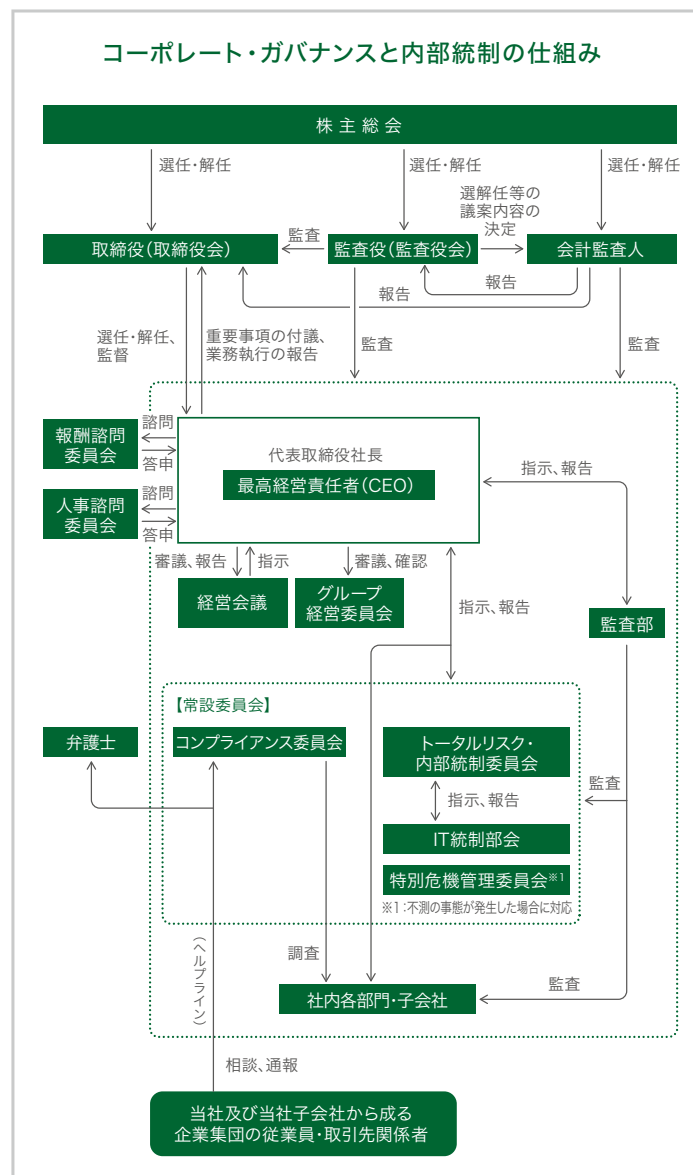 コーポレート・ガバナンスと内部統制の仕組み
株主総会
選任・解任
選任・解任
選任・解任
選解任等の
議案内容の
決定
取締役(取締役会)
監査
監査役(監査役会)
会計監査人
報告
報告
選任・解任、
監督
重要事項の付議、
業務執行の報告
監査
監査
報酬諮問
委員会
諮問
答申
人事諮問
委員会
諮問
答申
代表取締役社長
最高経営責任者(CEO)
指示、報告
審議、報告
指示
審議、確認
経営会議
グループ
経営委員会
指示、報告
監査部
【常設委員会】
弁護士
コンプライアンス委員会
トータルリスク・
内部統制委員会
指示、報告
監査
IT統制部会
特別危機管理委員会※1
※1:不測の事態が発生した場合に対応
(ヘルプライン)
調査
社内各部門・子会社
監査
相談、通報
当社及び当社子会社から成る
企業集団の従業員・取引先関係者